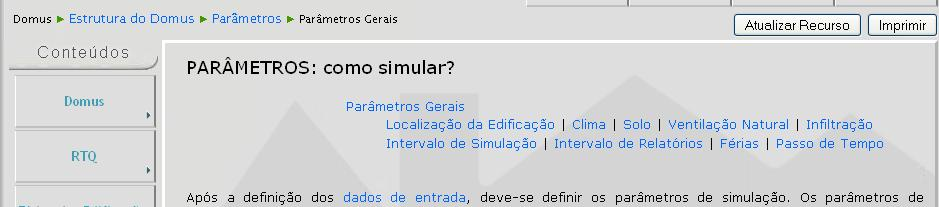 Domus ▸ Estrutura do Domus ▸ Parâmetros ▸ Parâmetros Gerais
Atualizar Recurso Imprimir
Conteúdos
Domus
RTQ
PARÂMETROS: como simular?
Parâmetros Gerais
Localização da Edificação | Clima | Solo | Ventilação Natural | Infiltração
Intervalo de Simulação | Intervalo de Relatórios | Férias | Passo de Tempo
Após a definição dos dados de entrada, deve-se definir os parâmetros de simulação. Os parâmetros de